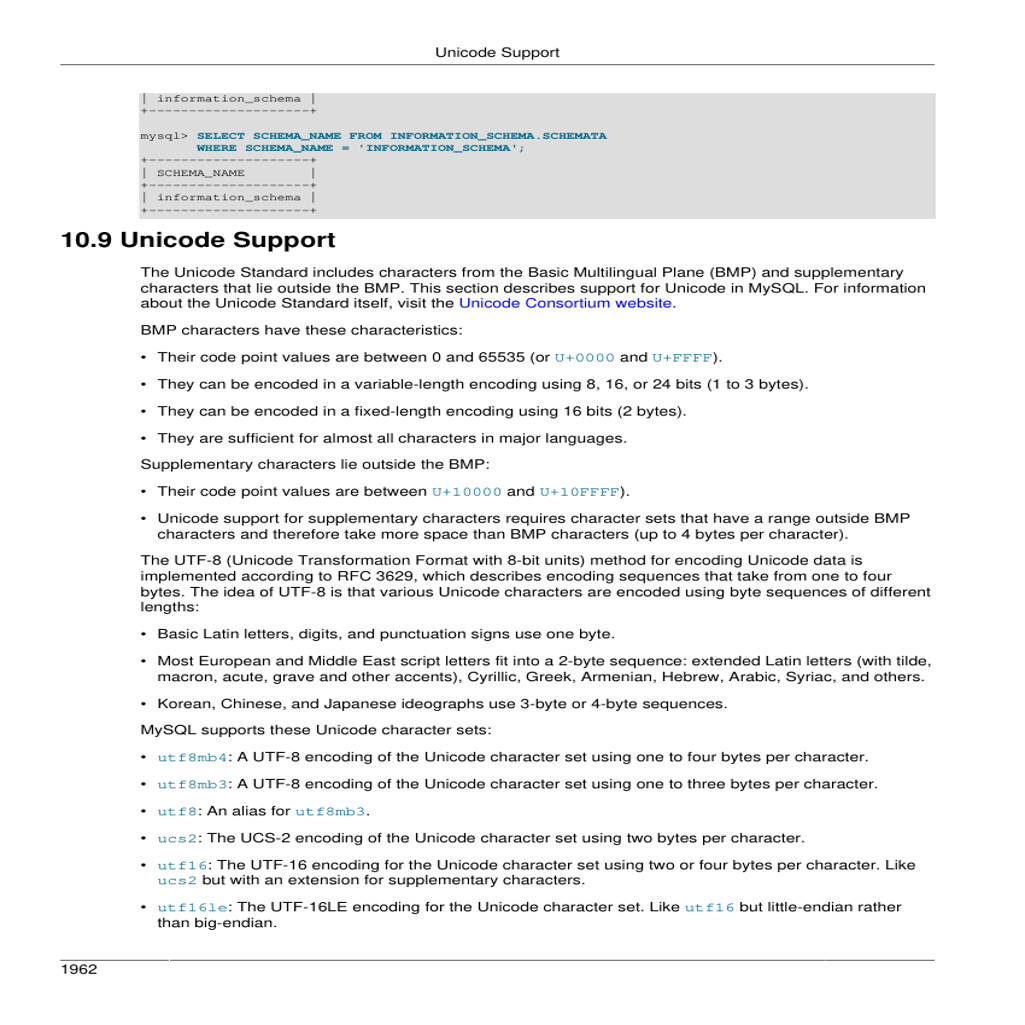 Unicode Support
| information_schema |
+--------------------+
mysql> SELECT SCHEMA_NAME FROM INFORMATION_SCHEMA.SCHEMATA
WHERE SCHEMA_NAME = 'INFORMATION_SCHEMA';
+--------------------+
| SCHEMA_NAME        |
+--------------------+
| information_schema |
+--------------------+
10.9 Unicode Support
The Unicode Standard includes characters from the Basic Multilingual Plane (BMP) and supplementary
characters that lie outside the BMP. This section describes support for Unicode in MySQL. For information
about the Unicode Standard itself, visit the Unicode Consortium website.
BMP characters have these characteristics:
• Their code point values are between 0 and 65535 (or U+0000 and U+FFFF).
• They can be encoded in a variable-length encoding using 8, 16, or 24 bits (1 to 3 bytes).
• They can be encoded in a fixed-length encoding using 16 bits (2 bytes).
• They are sufficient for almost all characters in major languages.
Supplementary characters lie outside the BMP:
• Their code point values are between U+10000 and U+10FFFF).
• Unicode support for supplementary characters requires character sets that have a range outside BMP
characters and therefore take more space than BMP characters (up to 4 bytes per character).
The UTF-8 (Unicode Transformation Format with 8-bit units) method for encoding Unicode data is
implemented according to RFC 3629, which describes encoding sequences that take from one to four
bytes. The idea of UTF-8 is that various Unicode characters are encoded using byte sequences of different
lengths:
• Basic Latin letters, digits, and punctuation signs use one byte.
• Most European and Middle East script letters fit into a 2-byte sequence: extended Latin letters (with tilde,
macron, acute, grave and other accents), Cyrillic, Greek, Armenian, Hebrew, Arabic, Syriac, and others.
• Korean, Chinese, and Japanese ideographs use 3-byte or 4-byte sequences.
MySQL supports these Unicode character sets:
• utf8mb4: A UTF-8 encoding of the Unicode character set using one to four bytes per character.
• utf8mb3: A UTF-8 encoding of the Unicode character set using one to three bytes per character.
• utf8: An alias for utf8mb3.
• ucs2: The UCS-2 encoding of the Unicode character set using two bytes per character.
• utf16: The UTF-16 encoding for the Unicode character set using two or four bytes per character. Like
ucs2 but with an extension for supplementary characters.
• utf16le: The UTF-16LE encoding for the Unicode character set. Like utf16 but little-endian rather
than big-endian.
1962